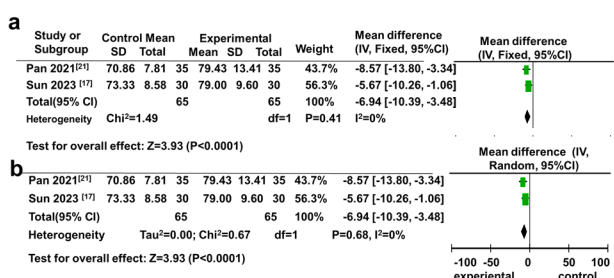 a
Study or Subgroup Control Mean SD Total Experimental Mean SD Total Weight Mean difference (IV, Fixed, 95%CI) Mean difference (IV, Fixed, 95%CI)
Pan 2021[21] 70.86 7.81 35 79.43 13.41 35 43.7% -8.57 [-13.80, -3.34]
Sun 2023 [17] 73.33 8.58 30 79.00 9.60 30 56.3% -5.67 [-10.26, -1.06]
Total(95% CI) 65 65 100% -6.94 [-10.39, -3.48]
Heterogeneity Chi²=1.49 df=1 P=0.41 I²=0%
Test for overall effect: Z=3.93 (P<0.0001)
b
Mean difference (IV, Random, 95%CI)
Pan 2021[21] 70.86 7.81 35 79.43 13.41 35 43.7% -8.57 [-13.80, -3.34]
Sun 2023 [17] 73.33 8.58 30 79.00 9.60 30 56.3% -5.67 [-10.26, -1.06]
Total(95% CI) 65 65 100% -6.94 [-10.39, -3.48]
Heterogeneity Tau²=0.00; Chi²=0.67 df=1 P=0.68, I²=0%
Test for overall effect: Z=3.93 (P<0.0001)
-100 -50 0 50 100
experiental control